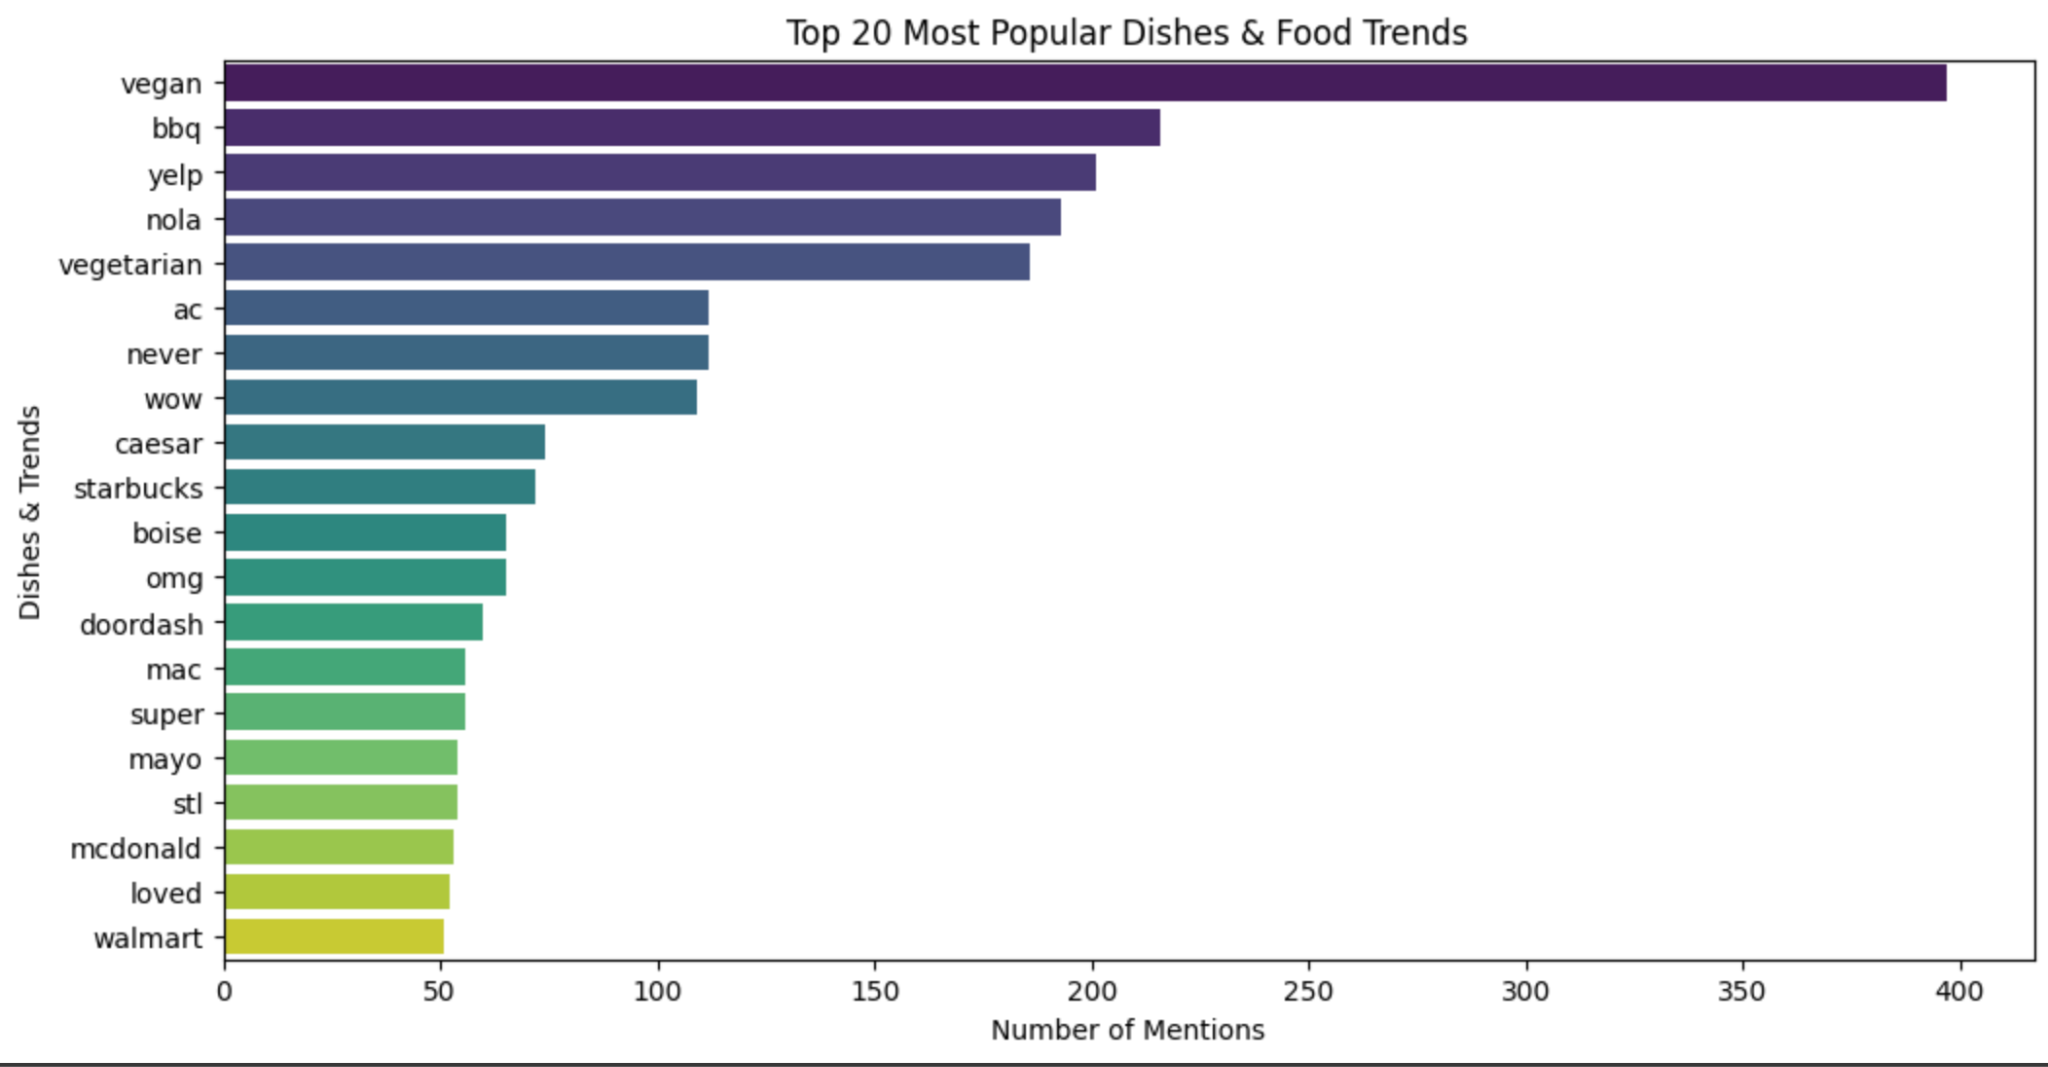 Top 20 Most Popular Dishes & Food Trends
vegan
bbq
yelp
nola
vegetarian
ac
never
wow
caesar
starbucks
boise
omg
doordash
mac
super
mayo
stl
mcdonald
loved
walmart
Dishes & Trends
0 50 100 150 200 250 300 350 400
Number of Mentions